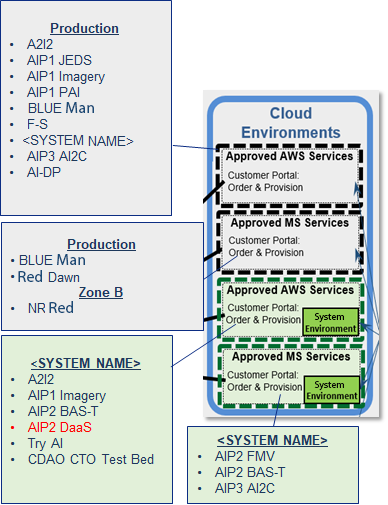 Production
• A2I2
• AIP1 JEDS
• AIP1 Imagery
• AIP1 PAI
• BLUE Man
• F-S
• <SYSTEM NAME>
• AIP3 AI2C
• AI-DP
Production
• BLUE Man
• Red Dawn
Zone B
• NR Red
<SYSTEM NAME>
• A2I2
• AIP1 Imagery
• AIP2 BAS-T
• AIP2 DaaS
• Try AI
• CDAO CTO Test Bed
Cloud
Environments
Approved AWS Services
Customer Portal:
Order & Provision
Approved MS Services
Customer Portal:
Order & Provision
Approved AWS Services
Customer Portal:
Order & Provision
System
Environment
Approved MS Services
Customer Portal:
Order & Provision
System
Environment
<SYSTEM NAME>
• AIP2 FMV
• AIP2 BAS-T
• AIP3 AI2C